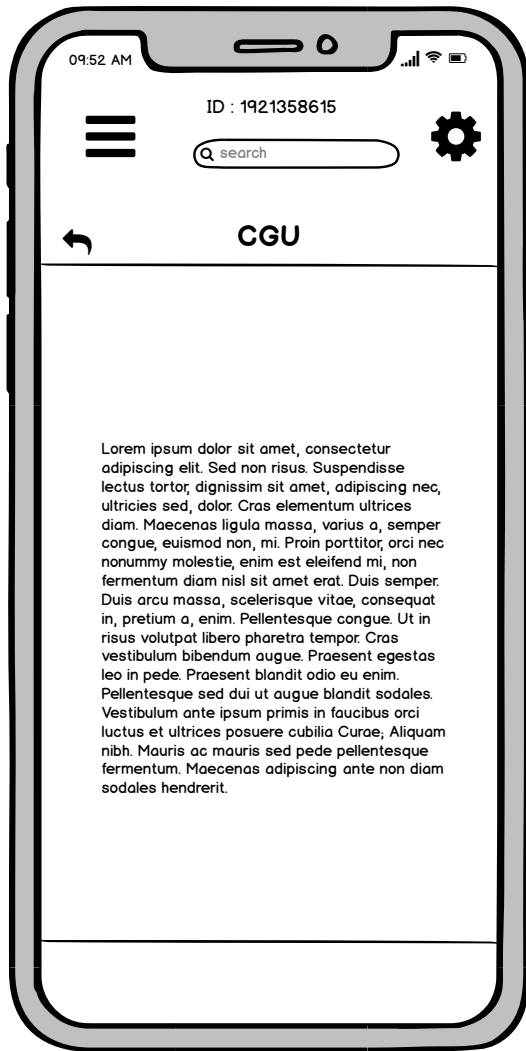 09:52 AM
ID : 1921358615
search
CGU
Lorem ipsum dolor sit amet, consectetur
adipiscing elit. Sed non risus. Suspendisse
lectus tortor, dignissim sit amet, adipiscing nec,
ultricies sed, dolor. Cras elementum ultrices
diam. Maecenas ligula massa, varius a, semper
congue, euismod non, mi. Proin porttitor, orci nec
nonummy molestie, enim est eleifend mi, non
fermentum diam nisl sit amet erat. Duis semper.
Duis arcu massa, scelerisque vitae, consequat
in, pretium a, enim. Pellentesque congue. Ut in
risus volutpat libero pharetra tempor. Cras
vestibulum bibendum augue. Praesent egestas
leo in pede. Praesent blandit odio eu enim.
Pellentesque sed dui ut augue blandit sodales.
Vestibulum ante ipsum primis in faucibus orci
luctus et ultrices posuere cubilia Curae; Aliquam
nibh. Mauris ac mauris sed pede pellentesque
fermentum. Maecenas adipiscing ante non diam
sodales hendrerit.